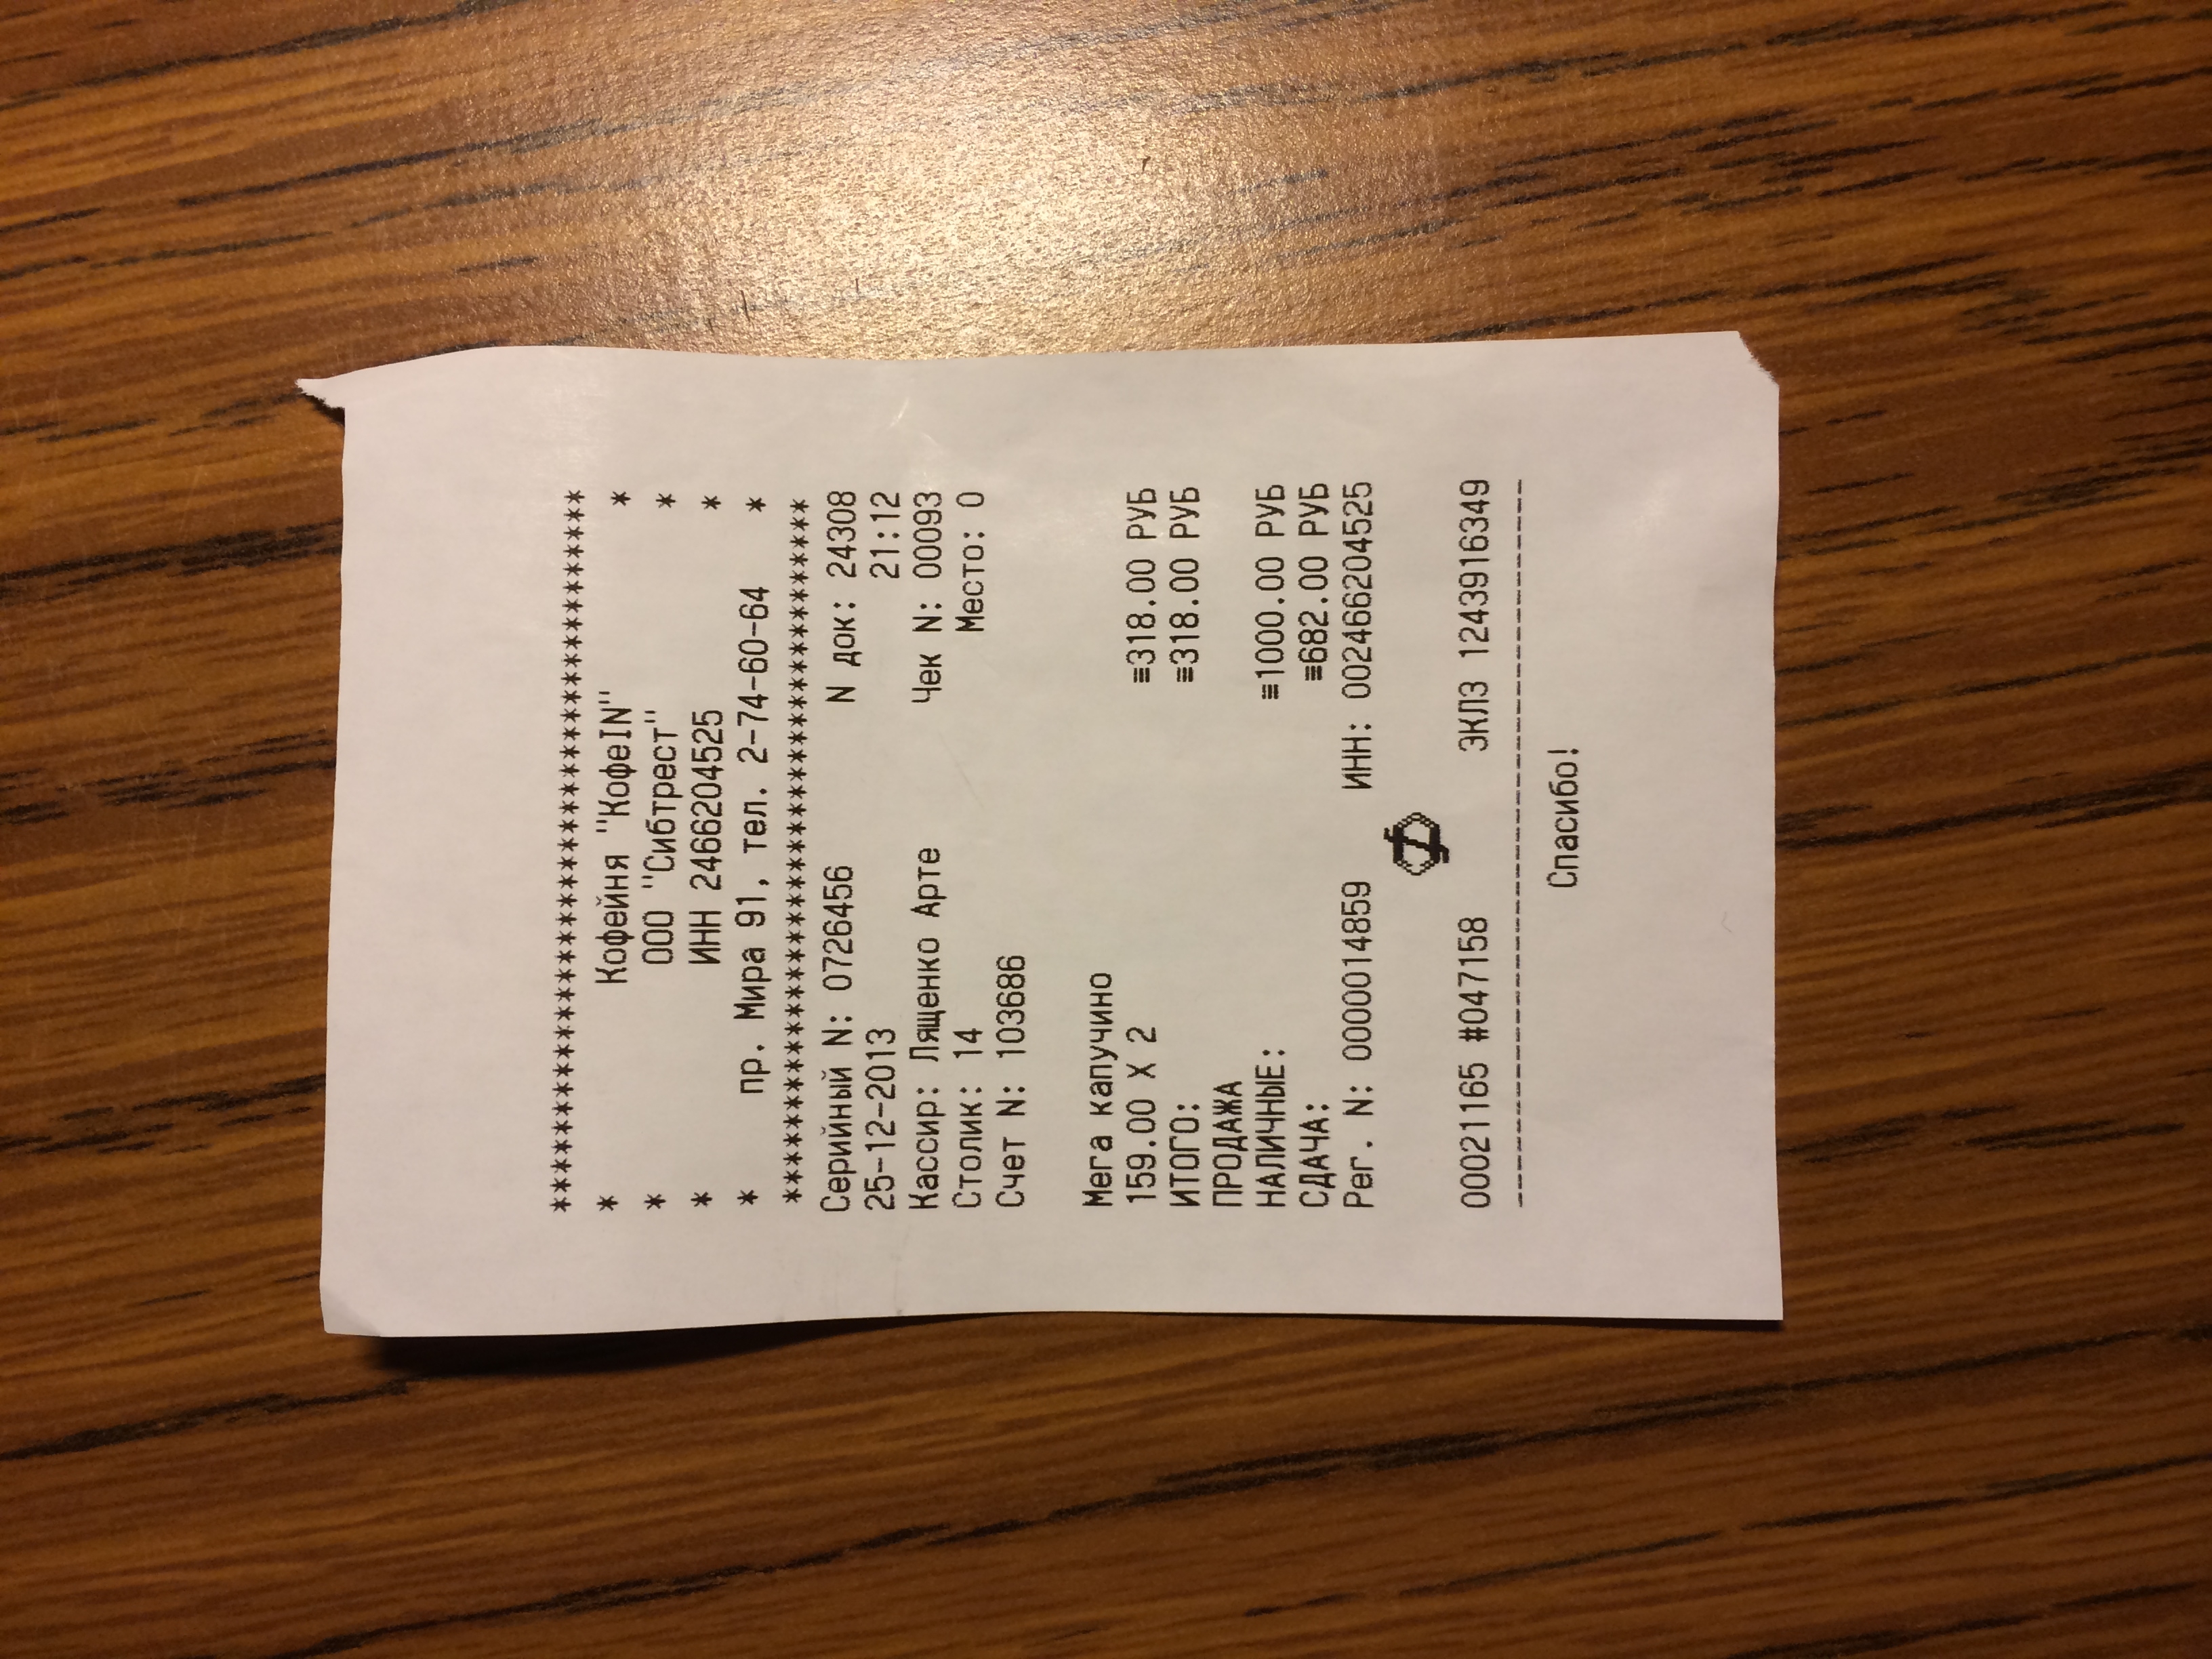 *********************************
* Кофейня "КофеIN" *
* ООО "Сибтрест" *
* ИНН 2466204525 *
* пр. Мира 91, тел. 2-74-60-64 *
*********************************
Серийный N: 0726456 N док: 24308
25-12-2013 21:12
Кассир: Лященко Арте Чек N: 00093
Столик: 14 Место: 0
Счет N: 103686
Мега капучино
159.00 X 2 ≡318.00 РУБ
ИТОГО: ≡318.00 РУБ
ПРОДАЖА
НАЛИЧНЫЕ: ≡1000.00 РУБ
СДАЧА: ≡682.00 РУБ
Рег. N: 000001485​9 ИНН: 002466204525
Ф
00021165 #047158 ЭКЛЗ 1243916349
Спасибо!